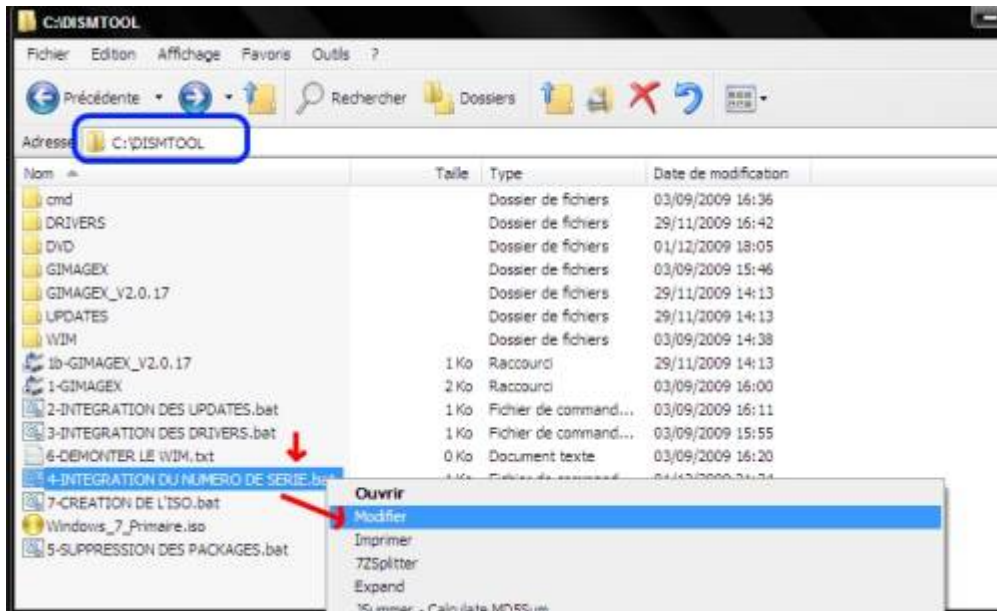 C:\DISMTOOL
Fichier Edition Affichage Favoris Outils ?
Précédente Rechercher Dossiers
Adresse C:\DISMTOOL
Nom Taille Type Date de modification
cmd Dossier de fichiers 03/09/2009 16:36
DRIVERS Dossier de fichiers 29/11/2009 16:42
DVD Dossier de fichiers 01/12/2009 18:05
GIMAGEX Dossier de fichiers 03/09/2009 15:46
GIMAGEX_V2.0.17 Dossier de fichiers 29/11/2009 14:13
UPDATES Dossier de fichiers 29/11/2009 14:13
WIM Dossier de fichiers 03/09/2009 14:38
1b-GIMAGEX_V2.0.17 1 Ko Raccourci 29/11/2009 14:13
1-GIMAGEX 2 Ko Raccourci 03/09/2009 16:00
2-INTEGRATION DES UPDATES.bat 1 Ko Fichier de command... 03/09/2009 16:11
3-INTEGRATION DES DRIVERS.bat 1 Ko Fichier de command... 03/09/2009 15:55
6-DEMONTER LE WIM.txt 0 Ko Document texte 03/09/2009 16:20
4-INTEGRATION DU NUMERO DE SERIE.bat
7-CREATION DE L'ISO.bat
Windows_7_Primaire.iso
5-SUPPRESSION DES PACKAGES.bat
Ouvrir
Modifier
Imprimer
7ZSplitter
Expand
JSummer - Calculate MD5Sum